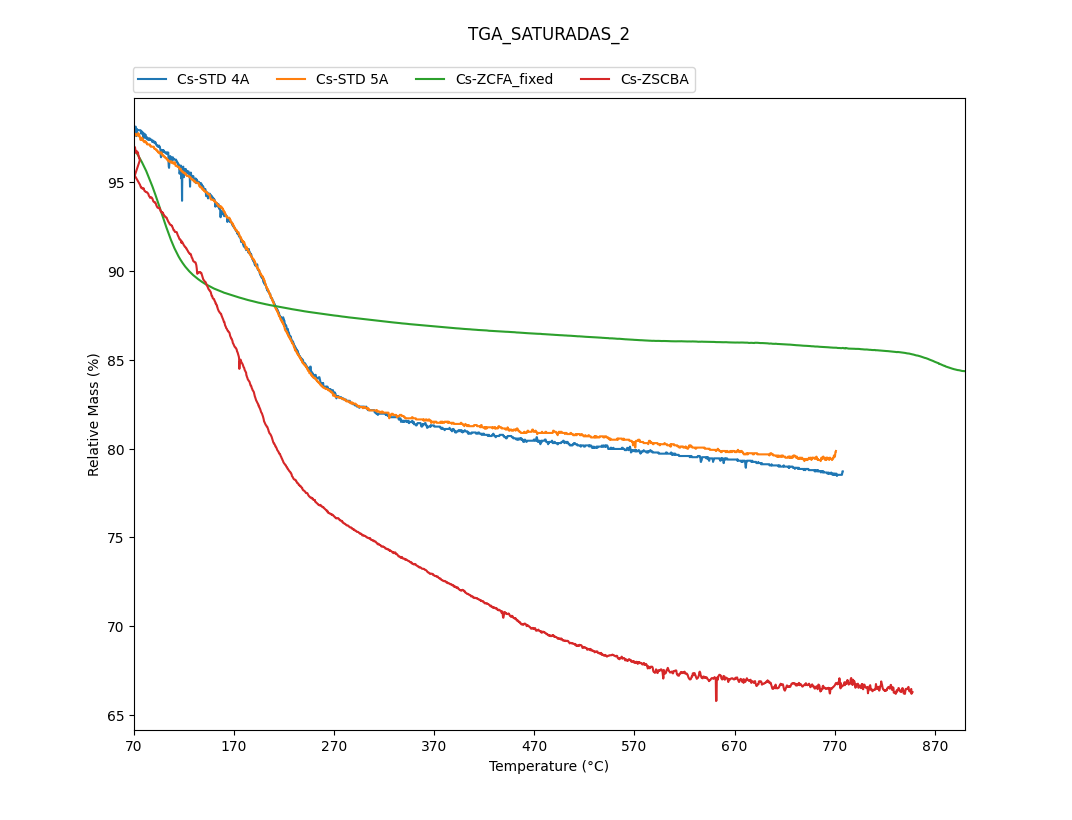 TGA_SATURADAS_2
Cs-STD 4A Cs-STD 5A Cs-ZCFA_fixed Cs-ZSCBA
95
90
85
80
75
70
65
Relative Mass (%)
70 170 270 370 470 570 670 770 870
Temperature (°C)